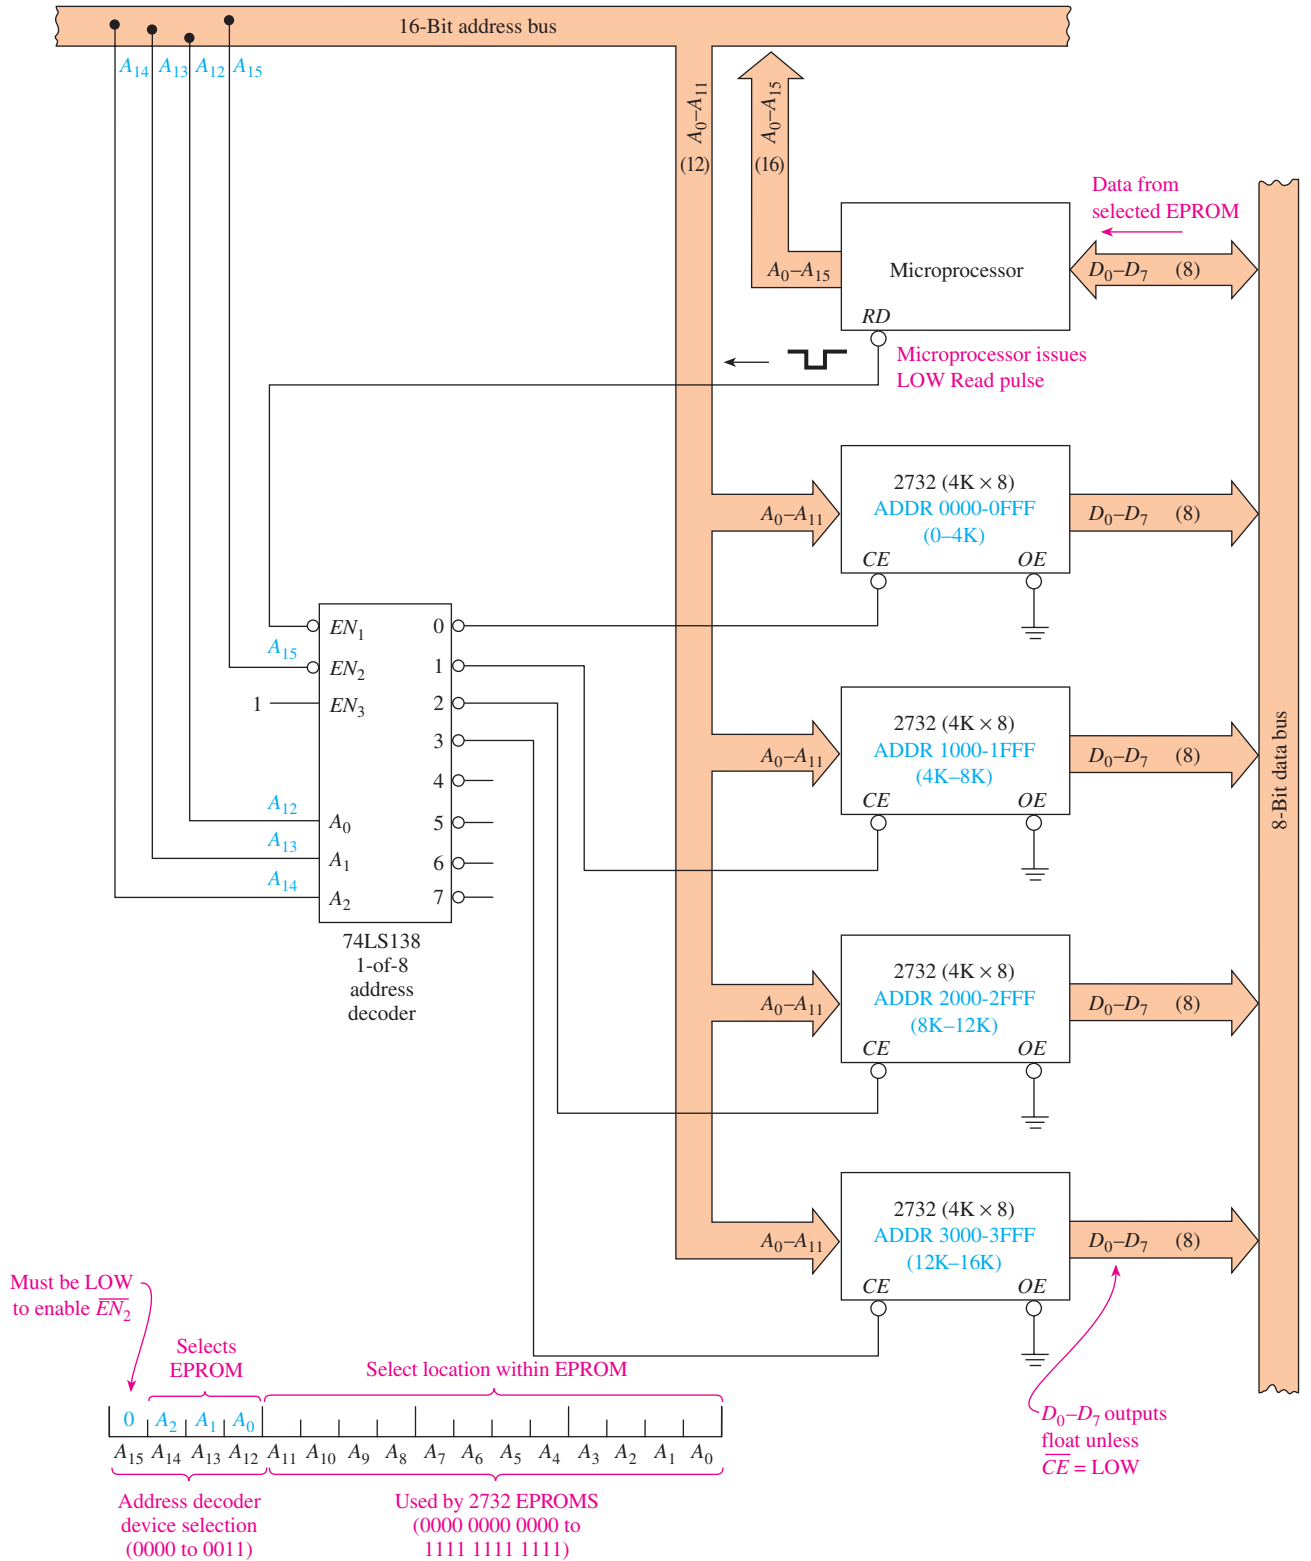 16-Bit address bus
A14 A13 A12 A15
A0–A11
(12)
A0–A15
(16)
Data from
selected EPROM
A0–A15
Microprocessor
D0–D7 (8)
RD
Microprocessor issues
LOW Read pulse
2732 (4K × 8)
ADDR 0000-0FFF
(0–4K)
A0–A11
D0–D7 (8)
CE OE
EN1 0
A15
EN2 1
1 EN3 2
3
4
A12
A0 5
A13
A1 6
A14
A2 7
74LS138
1-of-8
address
decoder
2732 (4K × 8)
ADDR 1000-1FFF
(4K–8K)
A0–A11
D0–D7 (8)
CE OE
8-Bit data bus
2732 (4K × 8)
ADDR 2000-2FFF
(8K–12K)
A0–A11
D0–D7 (8)
CE OE
2732 (4K × 8)
ADDR 3000-3FFF
(12K–16K)
A0–A11
D0–D7 (8)
CE OE
Must be LOW
to enable E̅N̅2̅
Selects
EPROM
Select location within EPROM
0 A2 A1 A0
A15 A14 A13 A12 A11 A10 A9 A8 A7 A6 A5 A4 A3 A2 A1 A0
Address decoder
device selection
(0000 to 0011)
Used by 2732 EPROMS
(0000 0000 0000 to
1111 1111 1111)
D0–D7 outputs
float unless
C̅E̅ = LOW